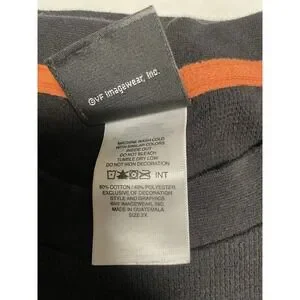 ©VF Imagewear, Inc.
MACHINE WASH COLD
WITH SIMILAR COLORS
INSIDE OUT
DO NOT BLEACH
TUMBLE DRY LOW
DO NOT IRON DECORATION
INT
60% COTTON / 40% POLYESTER
EXCLUSIVE OF DECORATION
STYLE AND GRAPHICS
IMAGEWEAR, INC.
MADE IN GUATEMALA
SIZE 2X